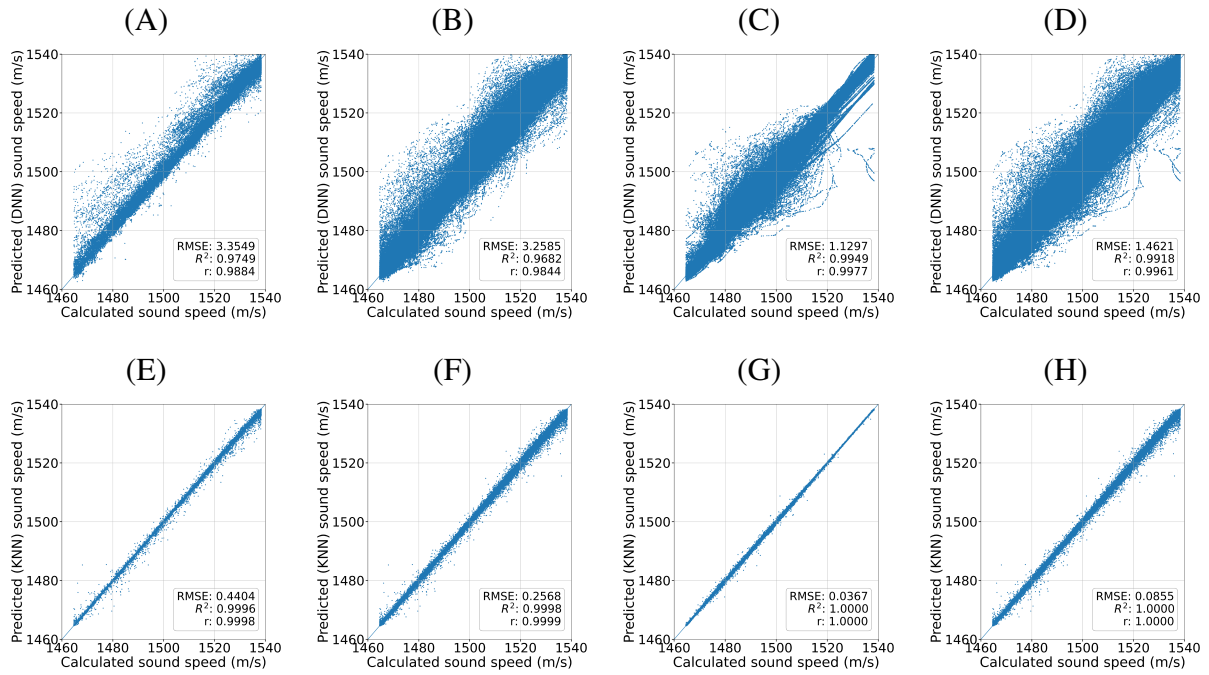 (A)
(B)
(C)
(D)
1540
1520
1500
1480
1460
Predicted (DNN) sound speed (m/s)
RMSE: 3.3549
R²: 0.9749
r: 0.9884
1460 1480 1500 1520 1540
Calculated sound speed (m/s)
1540
1520
1500
1480
1460
Predicted (DNN) sound speed (m/s)
RMSE: 3.2585
R²: 0.9682
r: 0.9844
1460 1480 1500 1520 1540
Calculated sound speed (m/s)
1540
1520
1500
1480
1460
Predicted (DNN) sound speed (m/s)
RMSE: 1.1297
R²: 0.9949
r: 0.9977
1460 1480 1500 1520 1540
Calculated sound speed (m/s)
1540
1520
1500
1480
1460
Predicted (DNN) sound speed (m/s)
RMSE: 1.4621
R²: 0.9918
r: 0.9961
1460 1480 1500 1520 1540
Calculated sound speed (m/s)
(E)
(F)
(G)
(H)
1540
1520
1500
1480
1460
Predicted (KNN) sound speed (m/s)
RMSE: 0.4404
R²: 0.9996
r: 0.9998
1460 1480 1500 1520 1540
Calculated sound speed (m/s)
1540
1520
1500
1480
1460
Predicted (KNN) sound speed (m/s)
RMSE: 0.2568
R²: 0.9998
r: 0.9999
1460 1480 1500 1520 1540
Calculated sound speed (m/s)
1540
1520
1500
1480
1460
Predicted (KNN) sound speed (m/s)
RMSE: 0.0367
R²: 1.0000
r: 1.0000
1460 1480 1500 1520 1540
Calculated sound speed (m/s)
1540
1520
1500
1480
1460
Predicted (KNN) sound speed (m/s)
RMSE: 0.0855
R²: 1.0000
r: 1.0000
1460 1480 1500 1520 1540
Calculated sound speed (m/s)